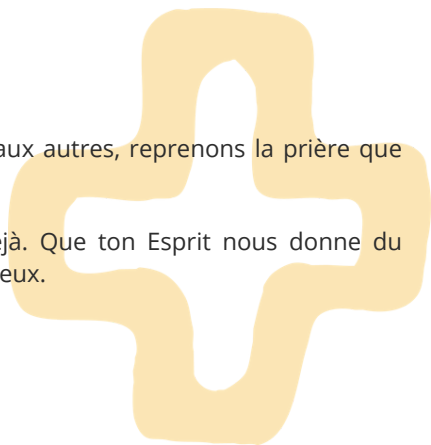 aux autres, reprenons la prière que
jà. Que ton Esprit nous donne du
eux.